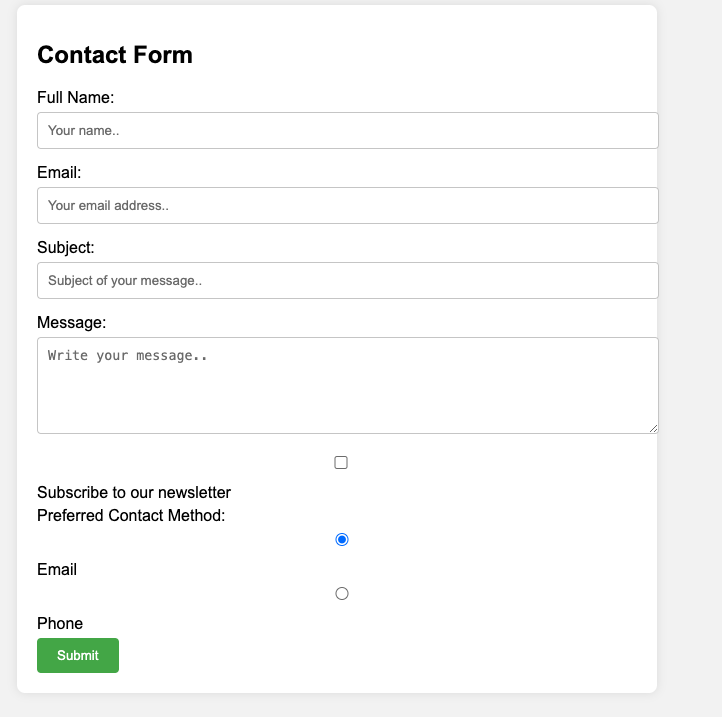 Contact Form
Full Name:
Your name..
Email:
Your email address..
Subject:
Subject of your message..
Message:
Write your message..
Subscribe to our newsletter
Preferred Contact Method:
Email
Phone
Submit